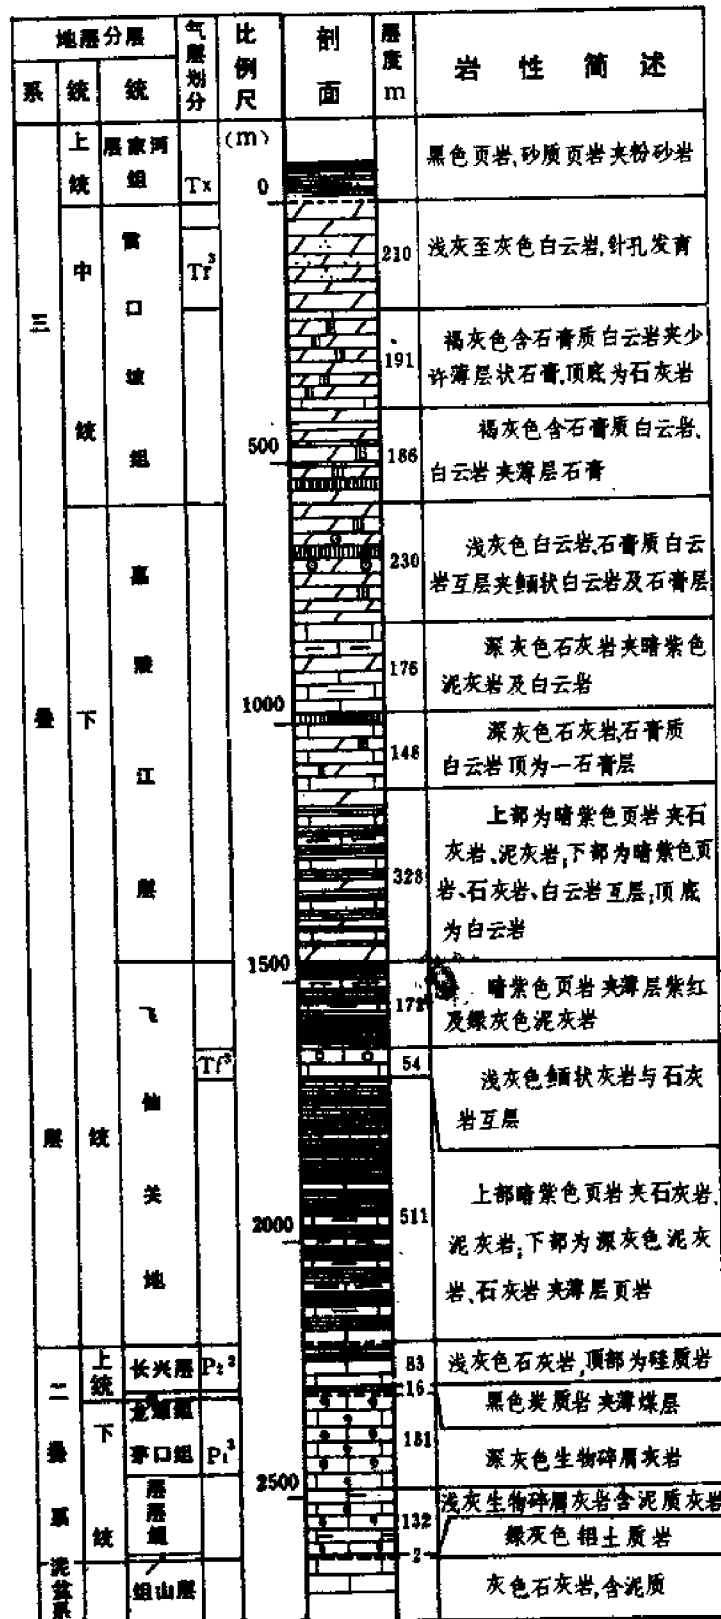 地层分层
气层划分
比例尺
剖面
层度
m
岩性简述
系
统
统
(m)
三
叠
层
上统
层家河组
Tx
0
黑色页岩,砂质页岩夹粉砂岩
中统
雷口坡组
Tr³
210
浅灰至灰色白云岩,针孔发育
191
褐灰色含石膏质白云岩夹少
许薄层状石膏,顶底为石灰岩
500
186
褐灰色含石膏质白云岩、
白云岩夹薄层石膏
下统
嘉陵江层
230
浅灰色白云岩,石膏质白云
岩互层夹鲕状白云岩及石膏层
176
深灰色石灰岩夹暗紫色
泥灰岩及白云岩
1000
148
深灰色石灰岩,石膏质
白云岩顶为一石膏层
328
上部为暗紫色页岩夹石
灰岩、泥灰岩;下部为暗紫色页
岩、石灰岩、白云岩互层;顶底
为白云岩
1500
飞仙关地
172
暗紫色页岩夹薄层紫红
及绿灰色泥灰岩
Tf³
54
浅灰色鲕状灰岩与石灰
岩互层
2000
511
上部暗紫色页岩夹石灰岩、
泥灰岩;下部为深灰色泥灰
岩、石灰岩夹薄层页岩
二叠系
上统
长兴层
P₂²
83
浅灰色石灰岩,顶部为硅质岩
16
黑色炭质岩夹薄煤层
下统
茅口组
P₁³
181
深灰色生物碎屑灰岩
2500
层层组
132
浅灰生物碎屑灰岩含泥质灰岩
2
绿灰色铝土质岩
泥盆系
组山层
灰色石灰岩,含泥质